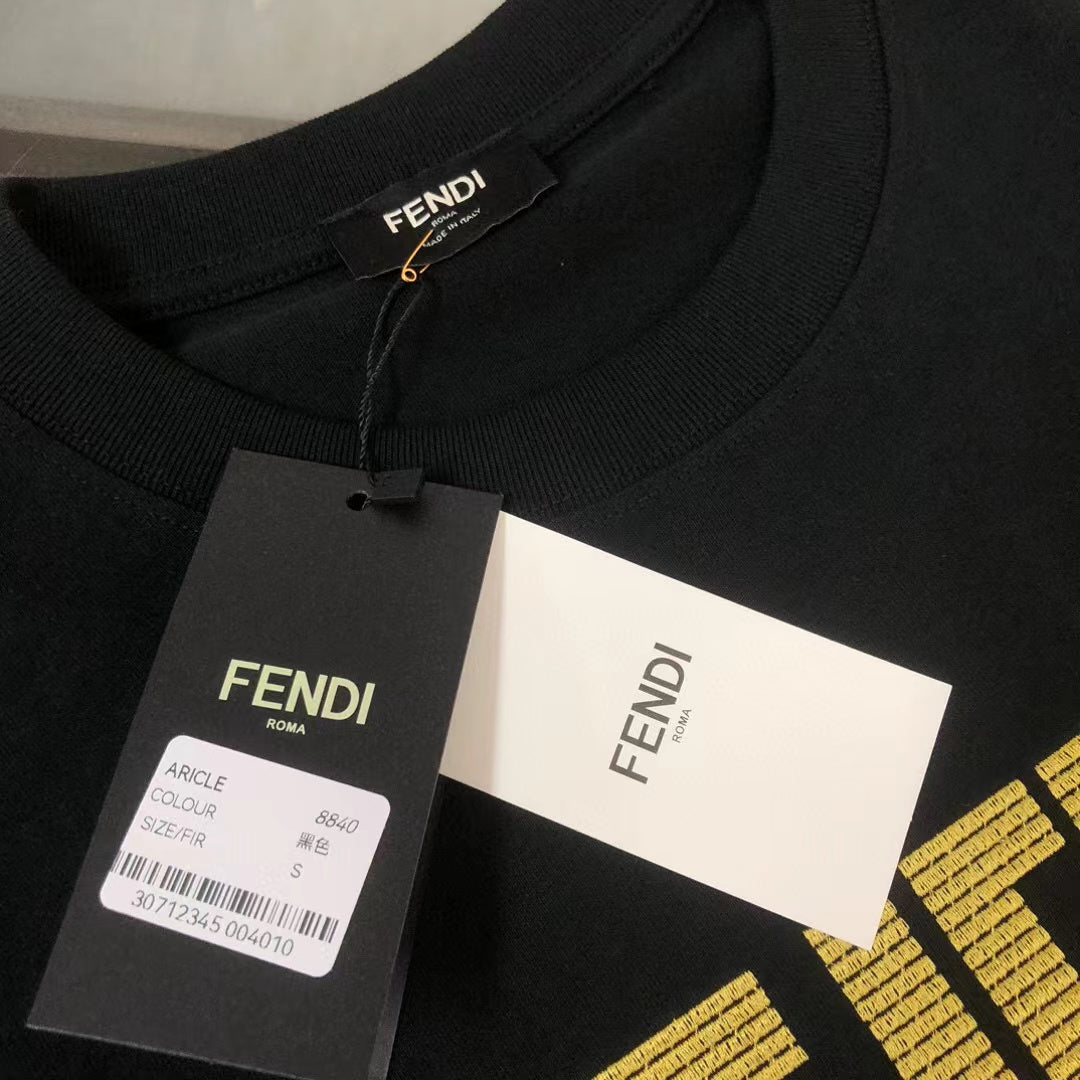 FENDI
ROMA
MADE IN ITALY
FENDI
ROMA
ARICLE
COLOUR 8840
SIZE/FIR 黑色
S
30712345 004010
FENDI
ROMA